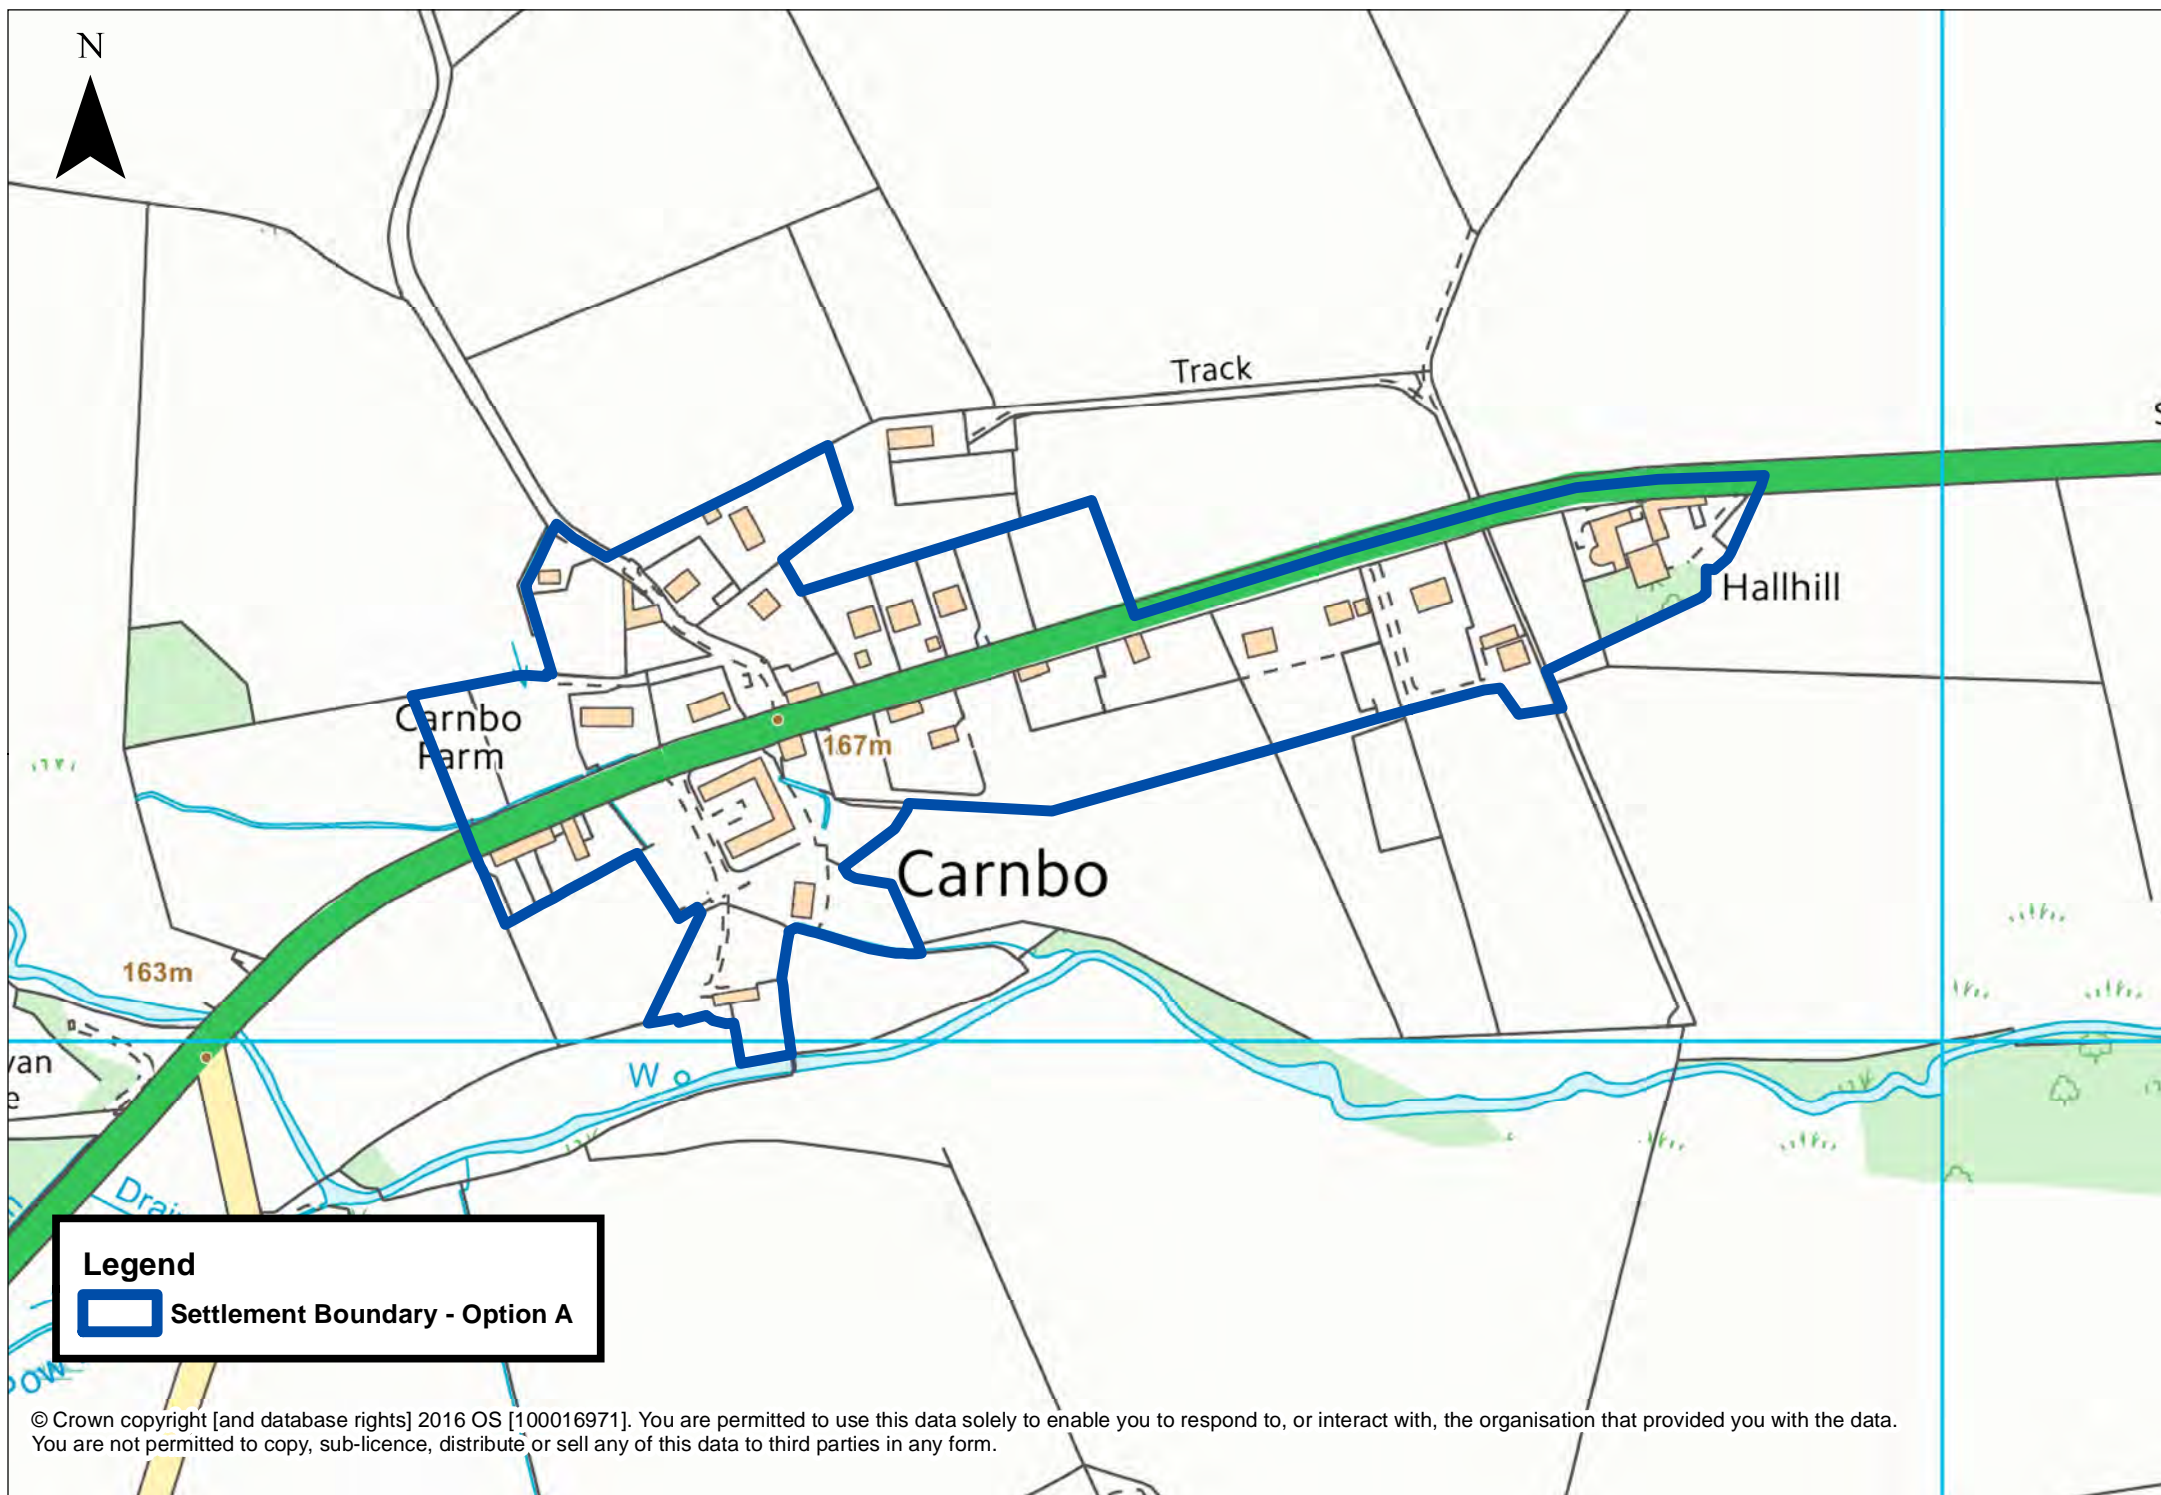 N
Track
Hallhill
Carnbo
Farm
167m
Carnbo
163m
W
Legend
Settlement Boundary - Option A
© Crown copyright [and database rights] 2016 OS [100016971]. You are permitted to use this data solely to enable you to respond to, or interact with, the organisation that provided you with the data.
You are not permitted to copy, sub-licence, distribute or sell any of this data to third parties in any form.